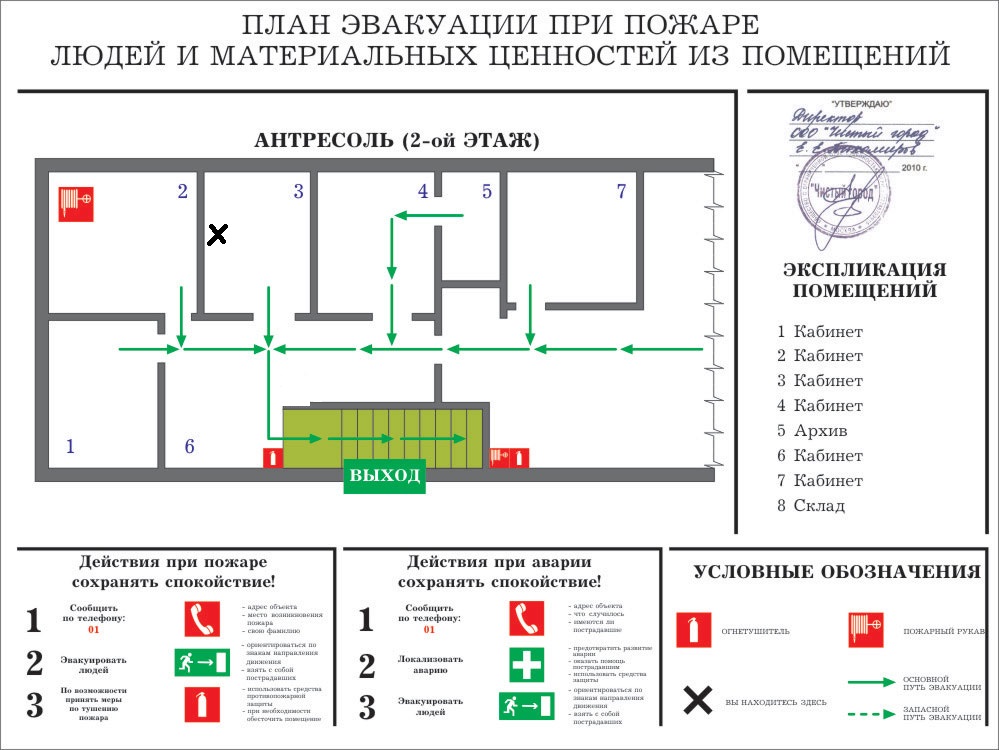 ПЛАН ЭВАКУАЦИИ ПРИ ПОЖАРЕ
ЛЮДЕЙ И МАТЕРИАЛЬНЫХ ЦЕННОСТЕЙ ИЗ ПОМЕЩЕНИЙ
АНТРЕСОЛЬ (2-ой ЭТАЖ)
2
3
4
5
7
1
6
ВЫХОД
"УТВЕРЖДАЮ"
Директор
ООО "Чистый город"
2010 г.
"Чистый город"
ЭКСПЛИКАЦИЯ
ПОМЕЩЕНИЙ
1 Кабинет
2 Кабинет
3 Кабинет
4 Кабинет
5 Архив
6 Кабинет
7 Кабинет
8 Склад
Действия при пожаре
сохранять спокойствие!
1
Сообщить
по телефону:
01
- адрес объекта
- место возникновения
пожара
- свою фамилию
2
Эвакуировать
людей
- ориентироваться по
знакам направления
движения
- взять с собой
пострадавших
3
По возможности
принять меры
по тушению
пожара
- использовать средства
противопожарной
защиты
- при необходимости
обесточить помещение
Действия при аварии
сохранять спокойствие!
1
Сообщить
по телефону:
01
- адрес объекта
- что случилось
- имеются ли
пострадавшие
2
Локализовать
аварию
- предотвратить развитие
аварии
- оказать помощь
пострадавшим
- использовать средства
защиты
3
Эвакуировать
людей
- ориентироваться по
знакам направления
движения
- взять с собой
пострадавших
УСЛОВНЫЕ ОБОЗНАЧЕНИЯ
ОГНЕТУШИТЕЛЬ
ПОЖАРНЫЙ РУКАВ
ВЫ НАХОДИТЕСЬ ЗДЕСЬ
ОСНОВНОЙ
ПУТЬ ЭВАКУАЦИИ
ЗАПАСНОЙ
ПУТЬ ЭВАКУАЦИИ